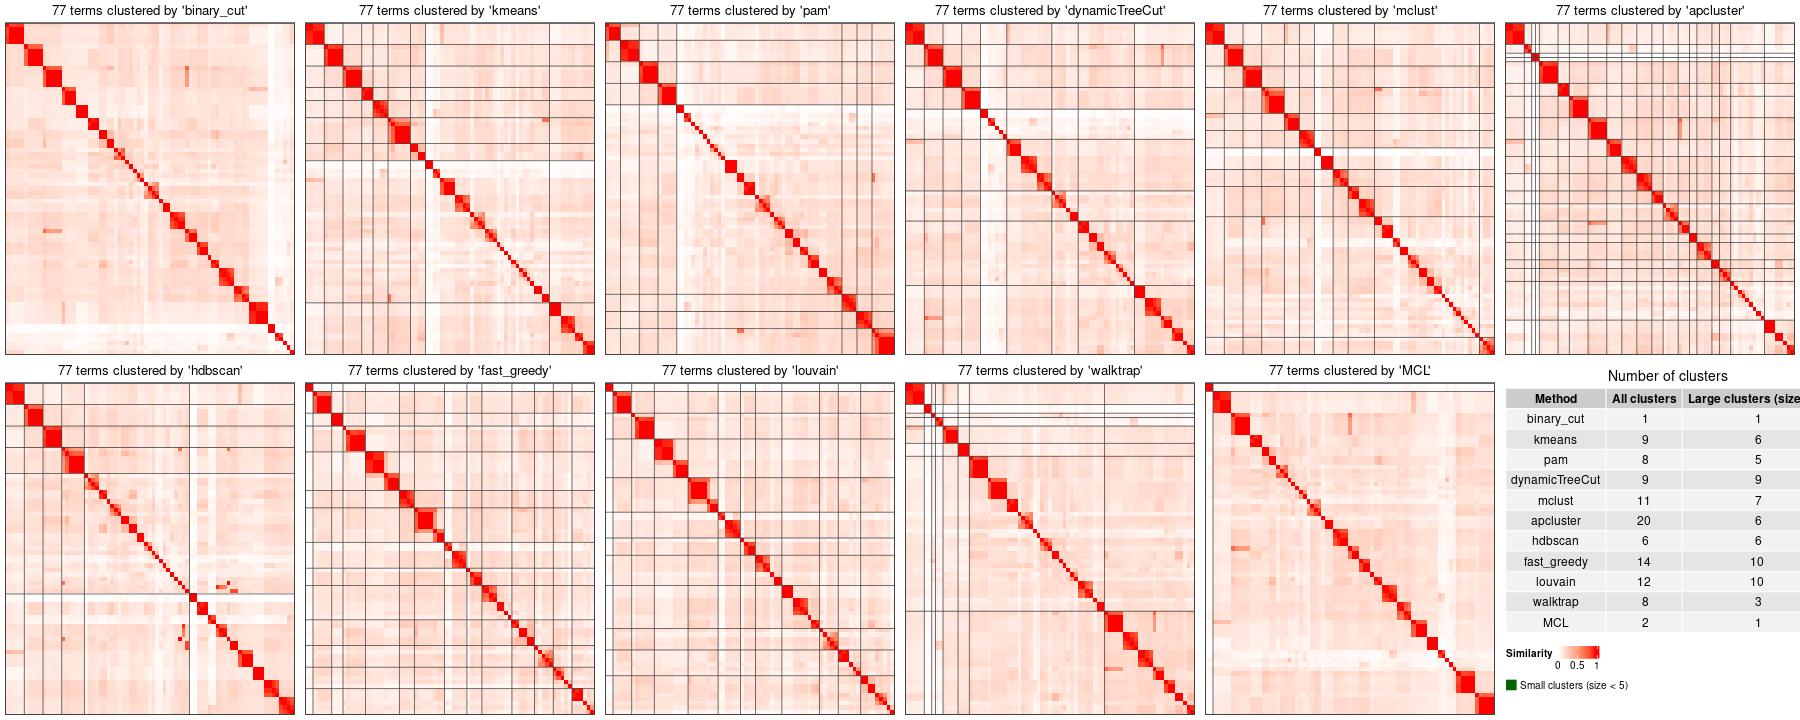 77 terms clustered by 'binary_cut'
77 terms clustered by 'kmeans'
77 terms clustered by 'pam'
77 terms clustered by 'dynamicTreeCut'
77 terms clustered by 'mclust'
77 terms clustered by 'apcluster'
77 terms clustered by 'hdbscan'
77 terms clustered by 'fast_greedy'
77 terms clustered by 'louvain'
77 terms clustered by 'walktrap'
77 terms clustered by 'MCL'
Number of clusters
Method All clusters Large clusters (size
binary_cut 1 1
kmeans 9 6
pam 8 5
dynamicTreeCut 9 9
mclust 11 7
apcluster 20 6
hdbscan 6 6
fast_greedy 14 10
louvain 12 10
walktrap 8 3
MCL 2 1
Similarity
0 0.5 1
Small clusters (size < 5)